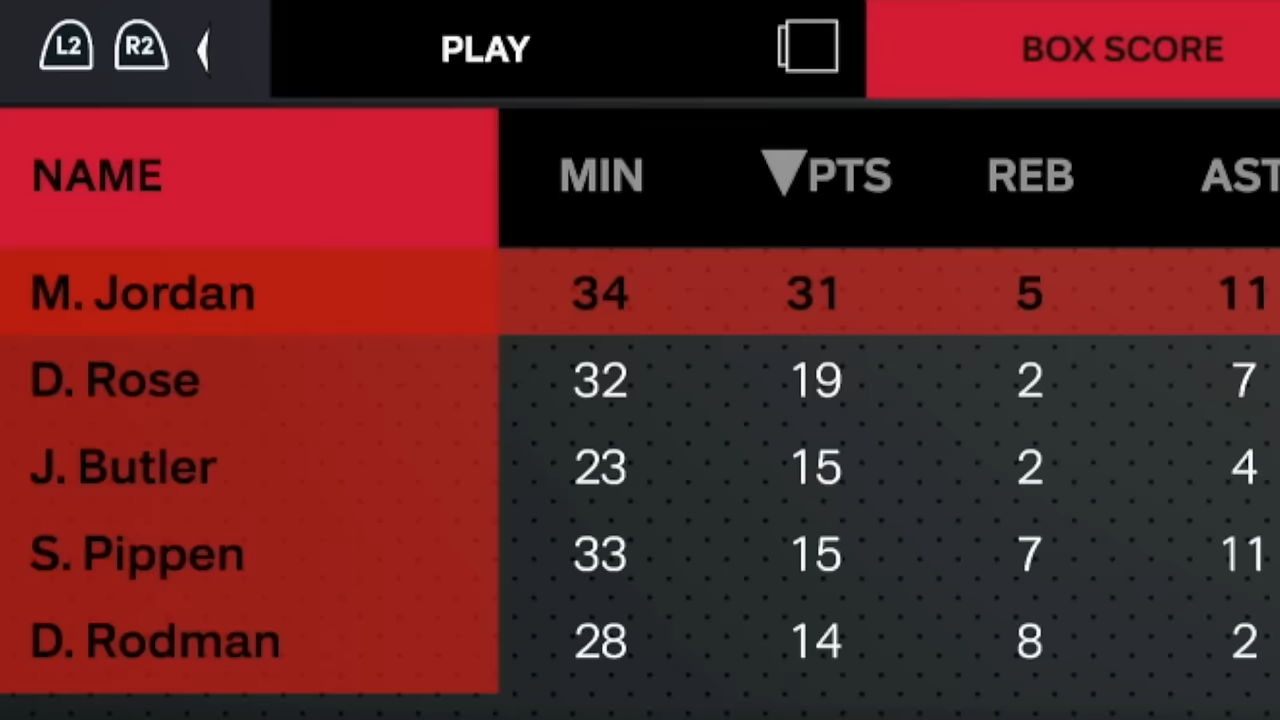 L2 R2 PLAY BOX SCORE
NAME MIN ▼PTS REB AST
M. Jordan 34 31 5 11
D. Rose 32 19 2 7
J. Butler 23 15 2 4
S. Pippen 33 15 7 11
D. Rodman 28 14 8 2